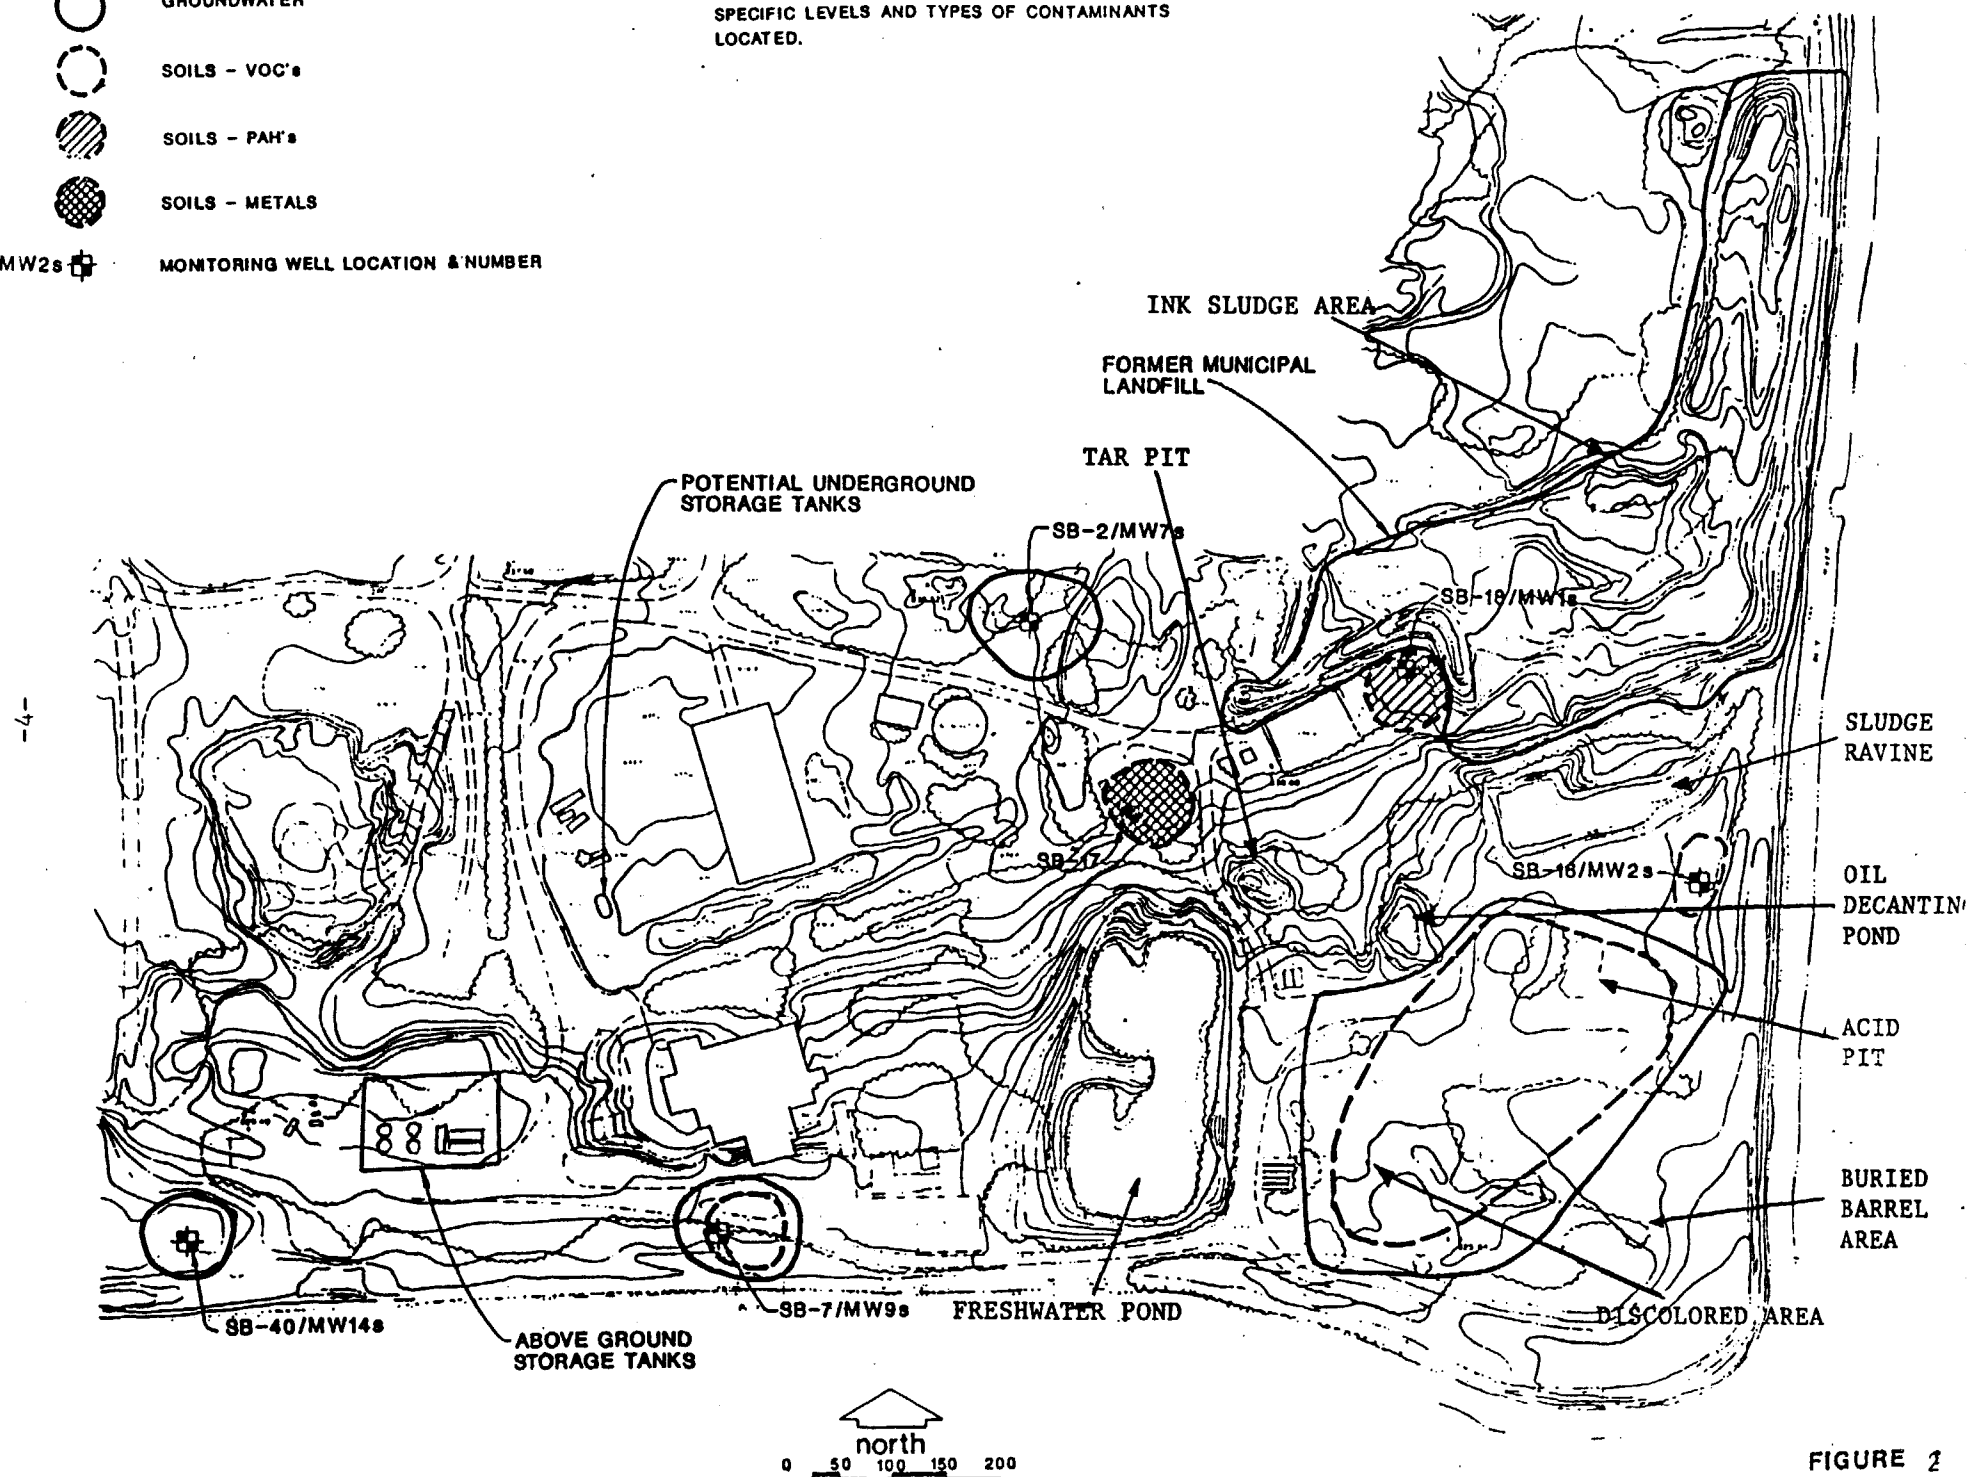 GROUNDWATER
SPECIFIC LEVELS AND TYPES OF CONTAMINANTS
LOCATED.
SOILS - VOC's
SOILS - PAH's
SOILS - METALS
MW2s
MONITORING WELL LOCATION & NUMBER
INK SLUDGE AREA
FORMER MUNICIPAL
LANDFILL
TAR PIT
POTENTIAL UNDERGROUND
STORAGE TANKS
SB-2/MW7s
SB-18/MW1s
-4-
SLUDGE
RAVINE
SB-17
SB-16/MW2s
OIL
DECANTIN
POND
ACID
PIT
BURIED
BARREL
AREA
SB-7/MW9s
FRESHWATER POND
DISCOLORED AREA
SB-40/MW14s
ABOVE GROUND
STORAGE TANKS
north
0 50 100 150 200
FIGURE 2